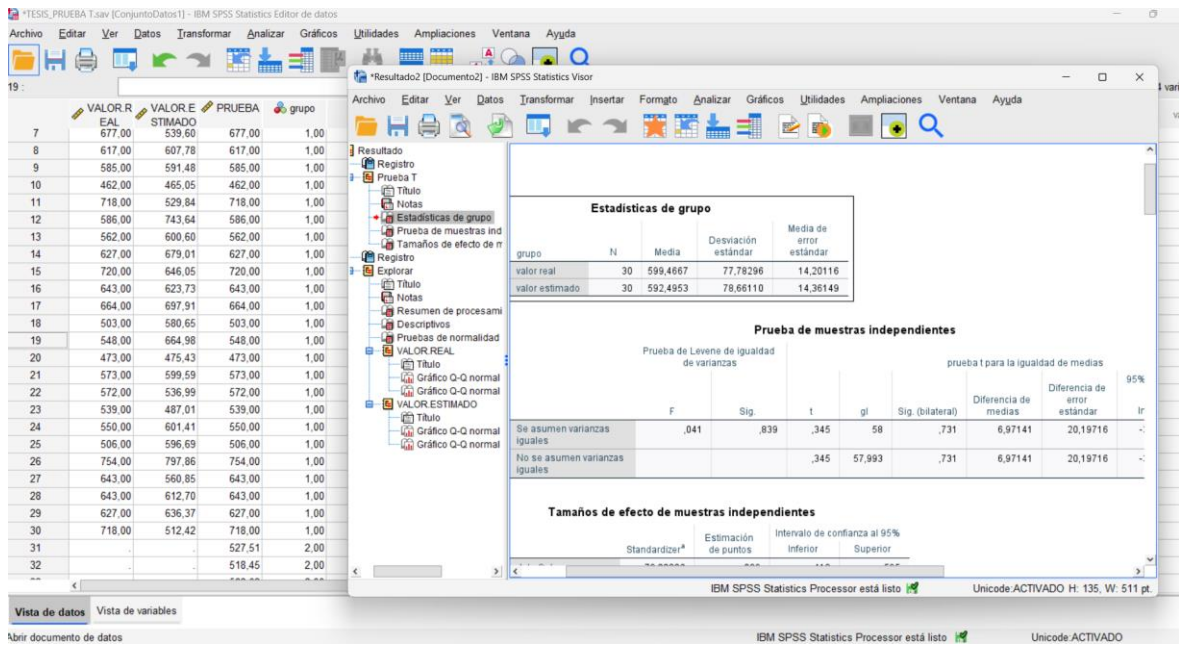 *TESIS_PRUEBA T.sav [ConjuntoDatos1] - IBM SPSS Statistics Editor de datos
Archivo Editar Ver Datos Transformar Analizar Gráficos Utilidades Ampliaciones Ventana Ayuda
19 :
VALOR.R EAL VALOR.E STIMADO PRUEBA grupo
7 677,00 539,60 677,00 1,00
8 617,00 607,78 617,00 1,00
9 585,00 591,48 585,00 1,00
10 462,00 465,05 462,00 1,00
11 718,00 529,84 718,00 1,00
12 586,00 743,64 586,00 1,00
13 562,00 600,60 562,00 1,00
14 627,00 679,01 627,00 1,00
15 720,00 646,05 720,00 1,00
16 643,00 623,73 643,00 1,00
17 664,00 697,91 664,00 1,00
18 503,00 580,65 503,00 1,00
19 548,00 664,98 548,00 1,00
20 473,00 475,43 473,00 1,00
21 573,00 599,59 573,00 1,00
22 572,00 536,99 572,00 1,00
23 539,00 487,01 539,00 1,00
24 550,00 601,41 550,00 1,00
25 506,00 596,69 506,00 1,00
26 754,00 797,86 754,00 1,00
27 643,00 560,85 643,00 1,00
28 643,00 612,70 643,00 1,00
29 627,00 636,37 627,00 1,00
30 718,00 512,42 718,00 1,00
31 . . 527,51 2,00
32 . . 518,45 2,00
Vista de datos Vista de variables
Abrir documento de datos
IBM SPSS Statistics Processor está listo Unicode:ACTIVADO
*Resultado2 [Documento2] - IBM SPSS Statistics Visor
Archivo Editar Ver Datos Transformar Insertar Formato Analizar Gráficos Utilidades Ampliaciones Ventana Ayuda
Resultado
Registro
Prueba T
Título
Notas
Estadísticas de grupo
Prueba de muestras ind
Tamaños de efecto de m
Registro
Explorar
Título
Notas
Resumen de procesami
Descriptivos
Pruebas de normalidad
VALOR.REAL
Título
Gráfico Q-Q normal
Gráfico Q-Q normal
VALOR.ESTIMADO
Título
Gráfico Q-Q normal
Gráfico Q-Q normal
Estadísticas de grupo
grupo N Media Desviación estándar Media de error estándar
valor real 30 599,4667 77,78296 14,20116
valor estimado 30 592,4953 78,66110 14,36149
Prueba de muestras independientes
Prueba de Levene de igualdad de varianzas
prueba t para la igualdad de medias
F Sig. t gl Sig. (bilateral) Diferencia de medias Diferencia de error estándar 95%
Se asumen varianzas iguales ,041 ,839 ,345 58 ,731 6,97141 20,19716
No se asumen varianzas iguales ,345 57,993 ,731 6,97141 20,19716
Tamaños de efecto de muestras independientes
Standardizerª Estimación de puntos Intervalo de confianza al 95%
Inferior Superior
IBM SPSS Statistics Processor está listo Unicode:ACTIVADO H: 135, W: 511 pt.